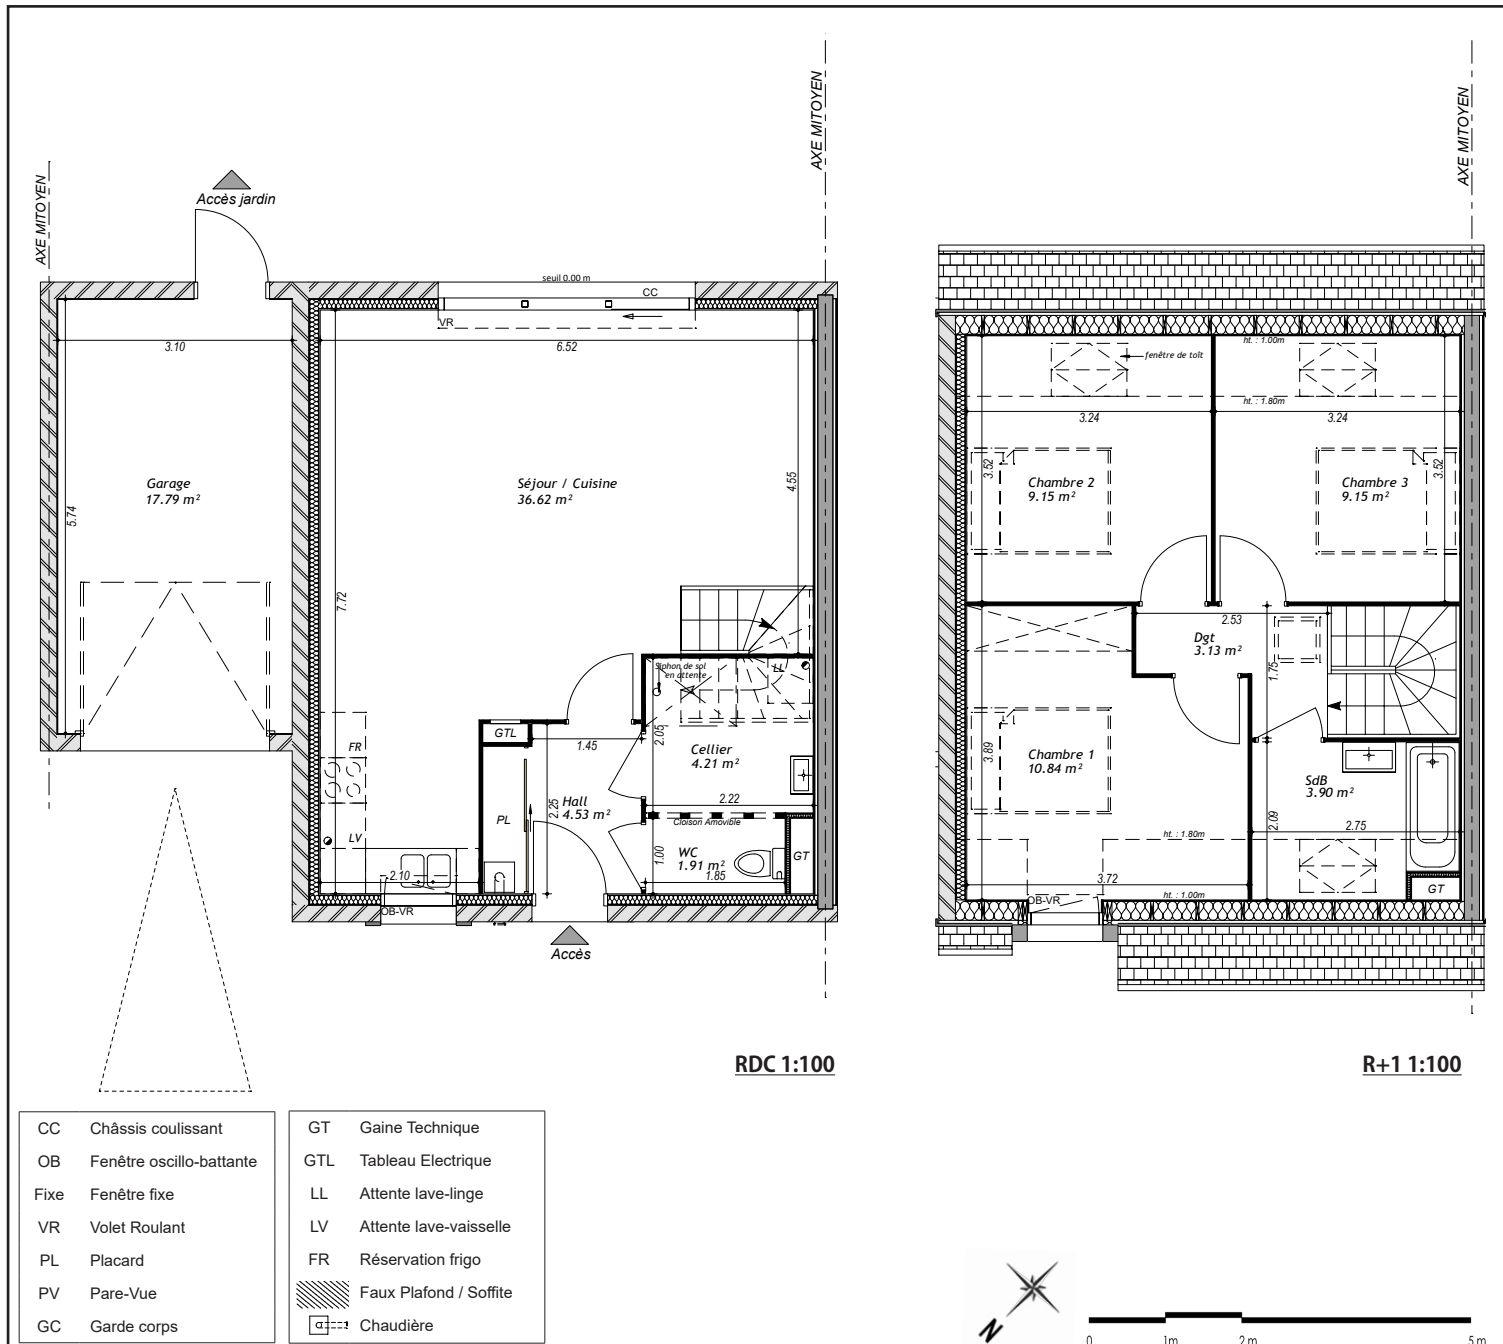 AXE MITOYEN
AXE MITOYEN
AXE MITOYEN
Accès jardin
seuil 0.00 m
CC
VR
3.10
6.52
Garage
17.79 m²
5.74
Séjour / Cuisine
36.62 m²
4.55
7.72
Siphon de sol
en attente
LL
GTL
FR
1.45
2.05
Cellier
4.21 m²
2.22
Hall
4.53 m²
2.25
PL
LV
Cloison Amovible
WC
1.91 m²
1.00
1.85
GT
2.10
OB-VR
Accès
RDC 1:100
ht. : 1.00m
fenêtre de toît
ht. : 1.80m
3.24
3.24
3.52
Chambre 2
9.15 m²
Chambre 3
9.15 m²
3.52
2.53
Dgt
3.13 m²
1.75
3.89
Chambre 1
10.84 m²
SdB
3.90 m²
2.09
2.75
ht. : 1.80m
3.72
ht. : 1.00m
OB-VR
GT
R+1 1:100
CC Châssis coulissant
OB Fenêtre oscillo-battante
Fixe Fenêtre fixe
VR Volet Roulant
PL Placard
PV Pare-Vue
GC Garde corps
GT Gaine Technique
GTL Tableau Electrique
LL Attente lave-linge
LV Attente lave-vaisselle
FR Réservation frigo
Faux Plafond / Soffite
Chaudière
N
0 1m 2 m 5 m